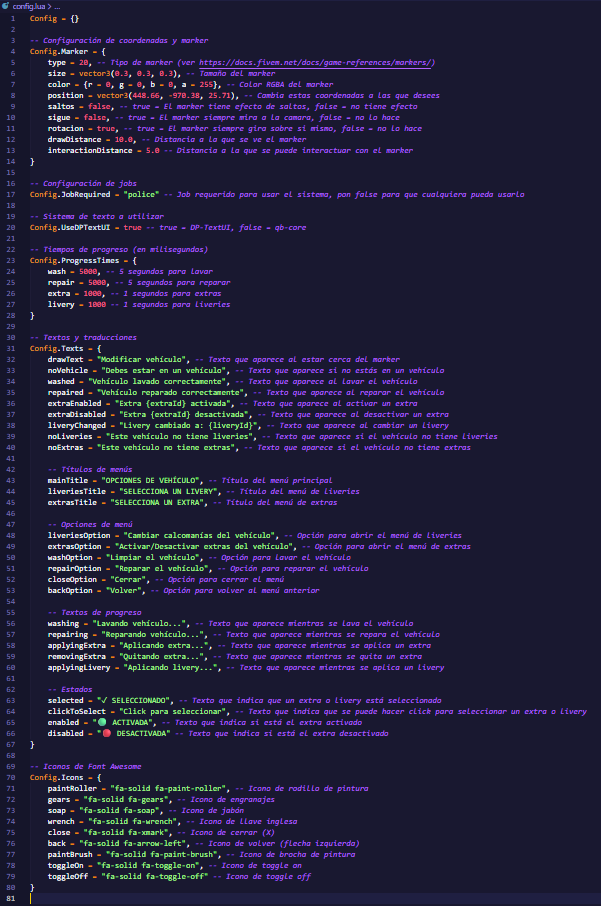 config.lua > ...
1 Config = {}
2
3 -- Configuración de coordenadas y marker
4 Config.Marker = {
5 type = 20, -- Tipo de marker (ver https://docs.fivem.net/docs/game-references/markers/)
6 size = vector3(0.3, 0.3, 0.3), -- Tamaño del marker
7 color = {r = 0, g = 0, b = 0, a = 255}, -- Color RGBA del marker
8 position = vector3(448.66, -970.38, 25.71), -- Cambia estas coordenadas a las que desees
9 saltos = false, -- true = El marker tiene efecto de saltos, false = no tiene efecto
10 sigue = false, -- true = El marker siempre mira a la camara, false = no lo hace
11 rotacion = true, -- true = El marker siempre gira sobre si mismo, false = no lo hace
12 drawDistance = 10.0, -- Distancia a la que se ve el marker
13 interactionDistance = 5.0 -- Distancia a la que se puede interactuar con el marker
14 }
15
16 -- Configuración de jobs
17 Config.JobRequired = "police" -- Job requerido para usar el sistema, pon false para que cualquiera pueda usarlo
18
19 -- Sistema de texto a utilizar
20 Config.UseDPTextUI = true -- true = DP-TextUI, false = qb-core
21
22 -- Tiempos de progreso (en milisegundos)
23 Config.ProgressTimes = {
24 wash = 5000, -- 5 segundos para lavar
25 repair = 5000, -- 5 segundos para reparar
26 extra = 1000, -- 1 segundo para extras
27 livery = 1000 -- 1 segundo para liveries
28 }
29
30 -- Textos y traducciones
31 Config.Texts = {
32 drawText = "Modificar vehículo", -- Texto que aparece al estar cerca del marker
33 noVehicle = "Debes estar en un vehículo", -- Texto que aparece si no estás en un vehículo
34 washed = "Vehículo lavado correctamente", -- Texto que aparece al lavar el vehículo
35 repaired = "Vehículo reparado correctamente", -- Texto que aparece al reparar el vehículo
36 extraEnabled = "Extra {extraId} activada", -- Texto que aparece al activar un extra
37 extraDisabled = "Extra {extraId} desactivada", -- Texto que aparece al desactivar un extra
38 liveryChanged = "Livery cambiado a: {liveryId}", -- Texto que aparece al cambiar un livery
39 noLiveries = "Este vehículo no tiene liveries", -- Texto que aparece si el vehículo no tiene liveries
40 noExtras = "Este vehículo no tiene extras", -- Texto que aparece si el vehículo no tiene extras
41
42 -- Títulos de menús
43 mainTitle = "OPCIONES DE VEHÍCULO", -- Título del menú principal
44 liveriesTitle = "SELECCIONA UN LIVERY", -- Título del menú de liveries
45 extrasTitle = "SELECCIONA UN EXTRA", -- Título del menú de extras
46
47 -- Opciones de menú
48 liveriesOption = "Cambiar calcomanías del vehículo", -- Opción para abrir el menú de liveries
49 extrasOption = "Activar/Desactivar extras del vehículo", -- Opción para abrir el menú de extras
50 washOption = "Limpiar el vehículo", -- Opción para lavar el vehículo
51 repairOption = "Reparar el vehículo", -- Opción para reparar el vehículo
52 closeOption = "Cerrar", -- Opción para cerrar el menú
53 backOption = "Volver", -- Opción para volver al menú anterior
54
55 -- Textos de progreso
56 washing = "Lavando vehículo...", -- Texto que aparece mientras se lava el vehículo
57 repairing = "Reparando vehículo...", -- Texto que aparece mientras se repara el vehículo
58 applyingExtra = "Aplicando extra...", -- Texto que aparece mientras se aplica un extra
59 removingExtra = "Quitando extra...", -- Texto que aparece mientras se quita un extra
60 applyingLivery = "Aplicando livery...", -- Texto que aparece mientras se aplica un livery
61
62 -- Estados
63 selected = "✓ SELECCIONADO", -- Texto que indica que un extra o livery está seleccionado
64 clickToSelect = "Click para seleccionar", -- Texto que indica que se puede hacer click para seleccionar un extra o livery
65 enabled = "🟢 ACTIVADA", -- Texto que indica si está el extra activado
66 disabled = "🔴 DESACTIVADA" -- Texto que indica si está el extra desactivado
67 }
68
69 -- Iconos de Font Awesome
70 Config.Icons = {
71 paintRoller = "fa-solid fa-paint-roller", -- Icono de rodillo de pintura
72 gears = "fa-solid fa-gears", -- Icono de engranajes
73 soap = "fa-solid fa-soap", -- Icono de jabón
74 wrench = "fa-solid fa-wrench", -- Icono de llave inglesa
75 close = "fa-solid fa-xmark", -- Icono de cerrar (X)
76 back = "fa-solid fa-arrow-left", -- Icono de volver (flecha izquierda)
77 paintBrush = "fa-solid fa-paint-brush", -- Icono de brocha de pintura
78 toggleOn = "fa-solid fa-toggle-on", -- Icono de toggle on
79 toggleOff = "fa-solid fa-toggle-off" -- Icono de toggle off
80 }
81